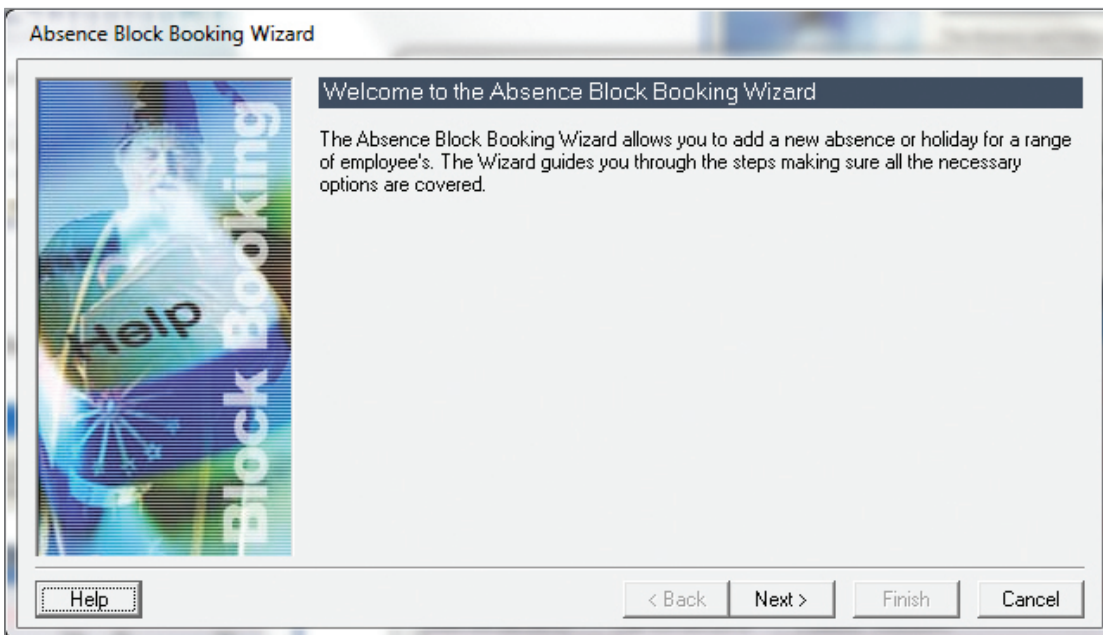 Absence Block Booking Wizard
Welcome to the Absence Block Booking Wizard
The Absence Block Booking Wizard allows you to add a new absence or holiday for a range
of employee's. The Wizard guides you through the steps making sure all the necessary
options are covered.
Help
Block Booking
Help
< Back
Next >
Finish
Cancel